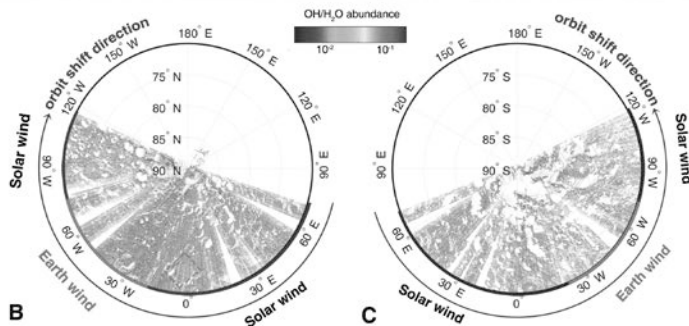 OH/H₂O abundance
10⁻² 10⁻¹
orbit shift direction
Solar wind
Earth wind
Solar wind
180° E
150° W
150° E
120° W
120° E
90° W
90° E
60° W
60° E
30° W
30° E
0
75° N
80° N
85° N
90° N
B
orbit shift direction
Solar wind
Earth wind
Solar wind
180° E
150° E
150° W
120° E
120° W
90° E
90° W
60° E
60° W
30° E
30° W
0
75° S
80° S
85° S
90° S
C